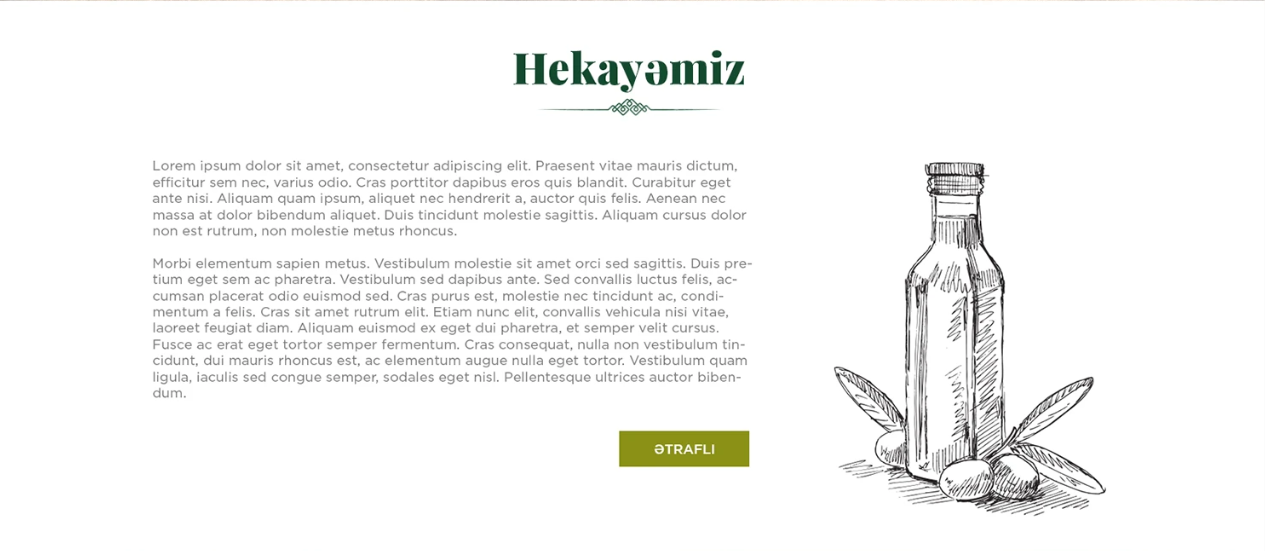 Hekayəmiz
Lorem ipsum dolor sit amet, consectetur adipiscing elit. Praesent vitae mauris dictum,
efficitur sem nec, varius odio. Cras porttitor dapibus eros quis blandit. Curabitur eget
ante nisi. Aliquam quam ipsum, aliquet nec hendrerit a, auctor quis felis. Aenean nec
massa at dolor bibendum aliquet. Duis tincidunt molestie sagittis. Aliquam cursus dolor
non est rutrum, non molestie metus rhoncus.
Morbi elementum sapien metus. Vestibulum molestie sit amet orci sed sagittis. Duis pre-
tium eget sem ac pharetra. Vestibulum sed dapibus ante. Sed convallis luctus felis, ac-
cumsan placerat odio euismod sed. Cras purus est, molestie nec tincidunt ac, condi-
mentum a felis. Cras sit amet rutrum elit. Etiam nunc elit, convallis vehicula nisi vitae,
laoreet feugiat diam. Aliquam euismod ex eget dui pharetra, et semper velit cursus.
Fusce ac erat eget tortor semper fermentum. Cras consequat, nulla non vestibulum tin-
cidunt, dui mauris rhoncus est, ac elementum augue nulla eget tortor. Vestibulum quam
ligula, iaculis sed congue semper, sodales eget nisl. Pellentesque ultrices auctor biben-
dum.
ƏTRAFLI